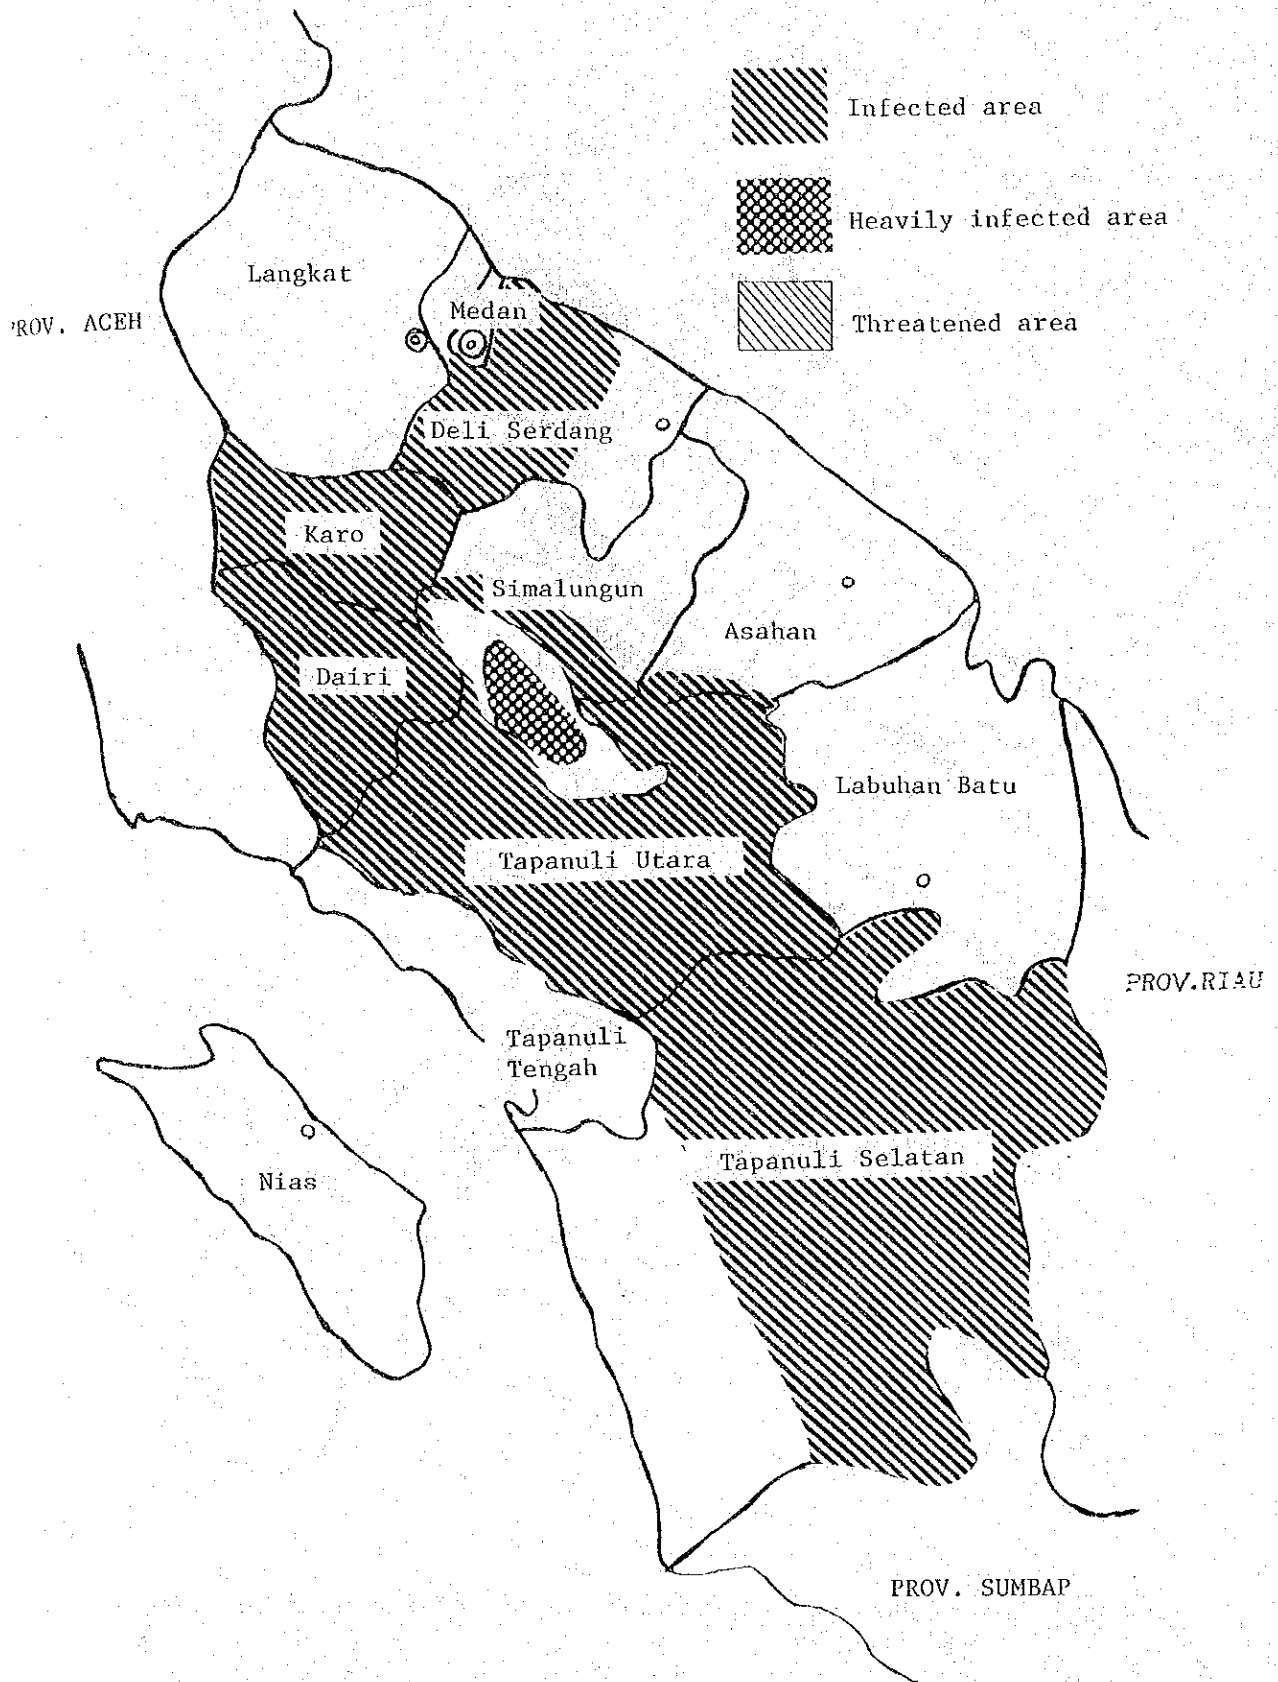 Infected area
Heavily infected area
Threatened area
Langkat
Medan
'ROV. ACEH
Deli Serdang
Karo
Simalungun
Asahan
Dairi
Labuhan Batu
Tapanuli Utara
PROV.RIAU
Tapanuli
Tengah
Tapanuli Selatan
Nias
PROV. SUMBAP